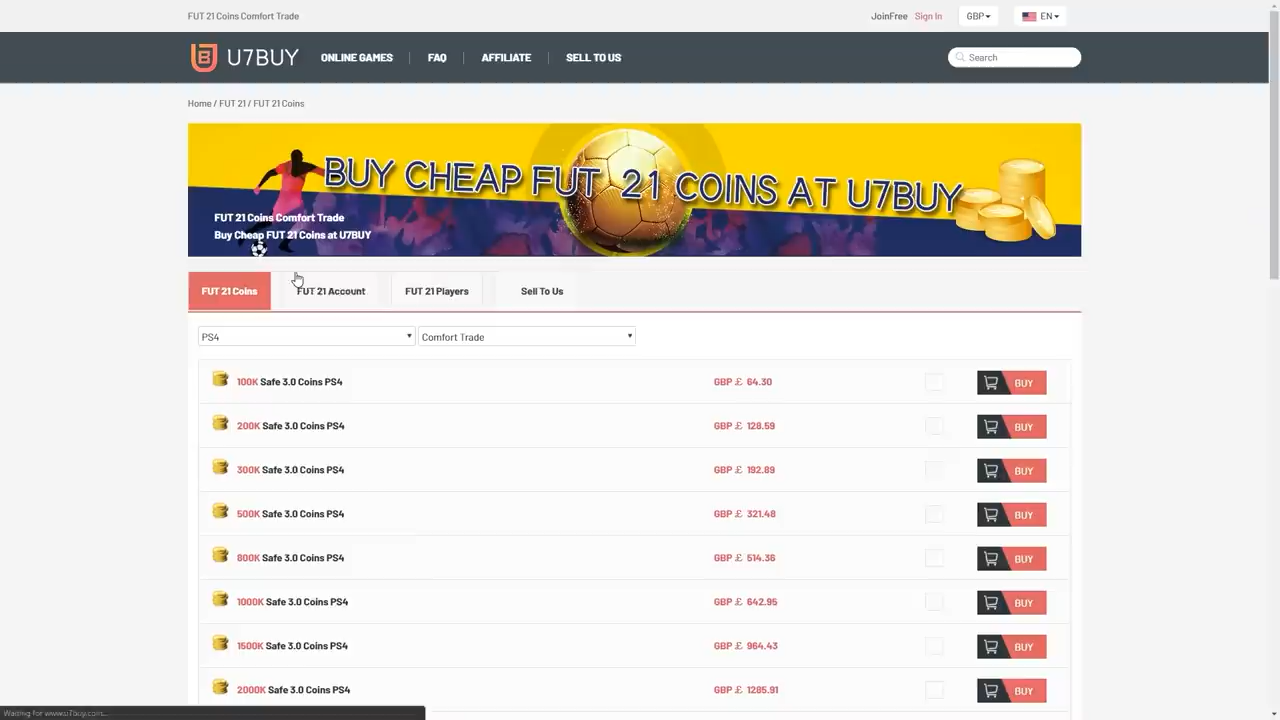 FUT 21 Coins Comfort Trade
JoinFree Sign In GBP EN
U7BUY ONLINE GAMES FAQ AFFILIATE SELL TO US Search
Home / FUT 21 / FUT 21 Coins
BUY CHEAP FUT 21 COINS AT U7BUY
FUT 21 Coins Comfort Trade
Buy Cheap FUT 21 Coins at U7BUY
FUT 21 Coins FUT 21 Account FUT 21 Players Sell To Us
PS4 Comfort Trade
100K Safe 3.0 Coins PS4 GBP £ 64.30 BUY
200K Safe 3.0 Coins PS4 GBP £ 128.59 BUY
300K Safe 3.0 Coins PS4 GBP £ 192.89 BUY
500K Safe 3.0 Coins PS4 GBP £ 321.48 BUY
800K Safe 3.0 Coins PS4 GBP £ 514.36 BUY
1000K Safe 3.0 Coins PS4 GBP £ 642.95 BUY
1500K Safe 3.0 Coins PS4 GBP £ 964.43 BUY
2000K Safe 3.0 Coins PS4 GBP £ 1285.91 BUY
Waiting for www.u7buy.com...